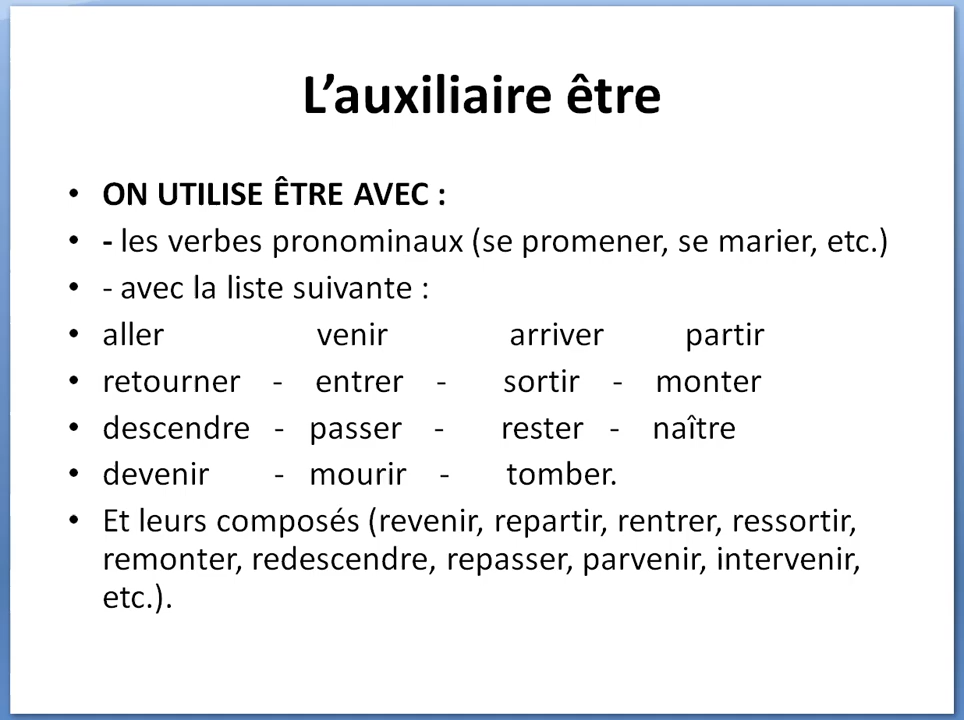 L’auxiliaire être
• ON UTILISE ÊTRE AVEC :
• - les verbes pronominaux (se promener, se marier, etc.)
• - avec la liste suivante :
• aller venir arriver partir
• retourner - entrer - sortir - monter
• descendre - passer - rester - naître
• devenir - mourir - tomber.
• Et leurs composés (revenir, repartir, rentrer, ressortir,
remonter, redescendre, repasser, parvenir, intervenir,
etc.).